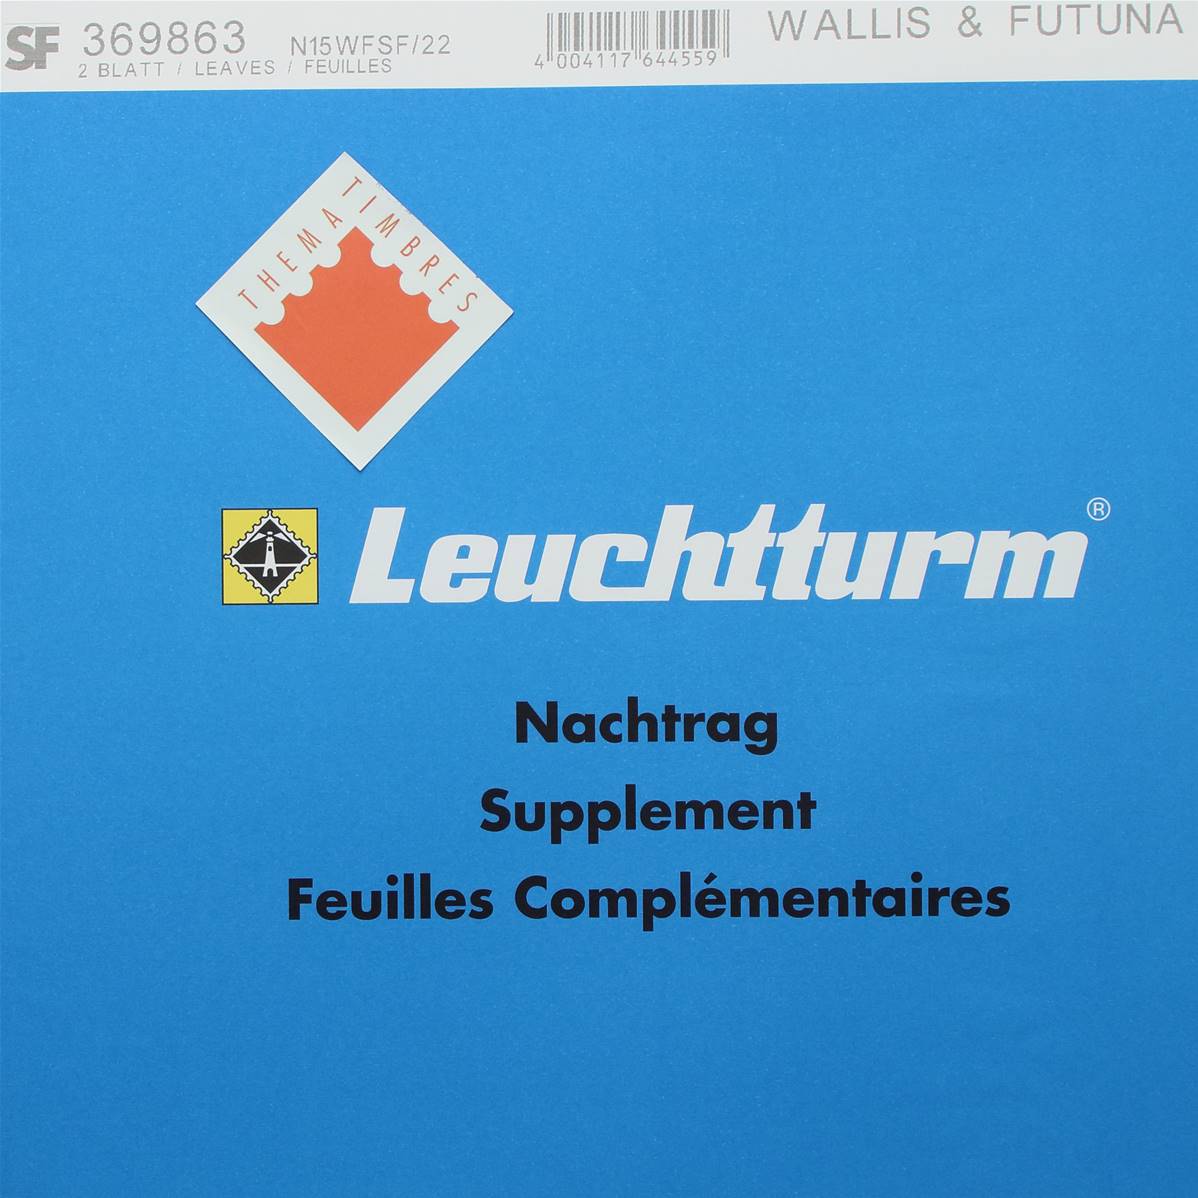 SF 369863 N15WFSF/22
2 BLATT / LEAVES / FEUILLES
4 004117 644559
WALLIS & FUTUNA
THEMA TIMBRES
Leuchtturm®
Nachtrag
Supplement
Feuilles Complémentaires